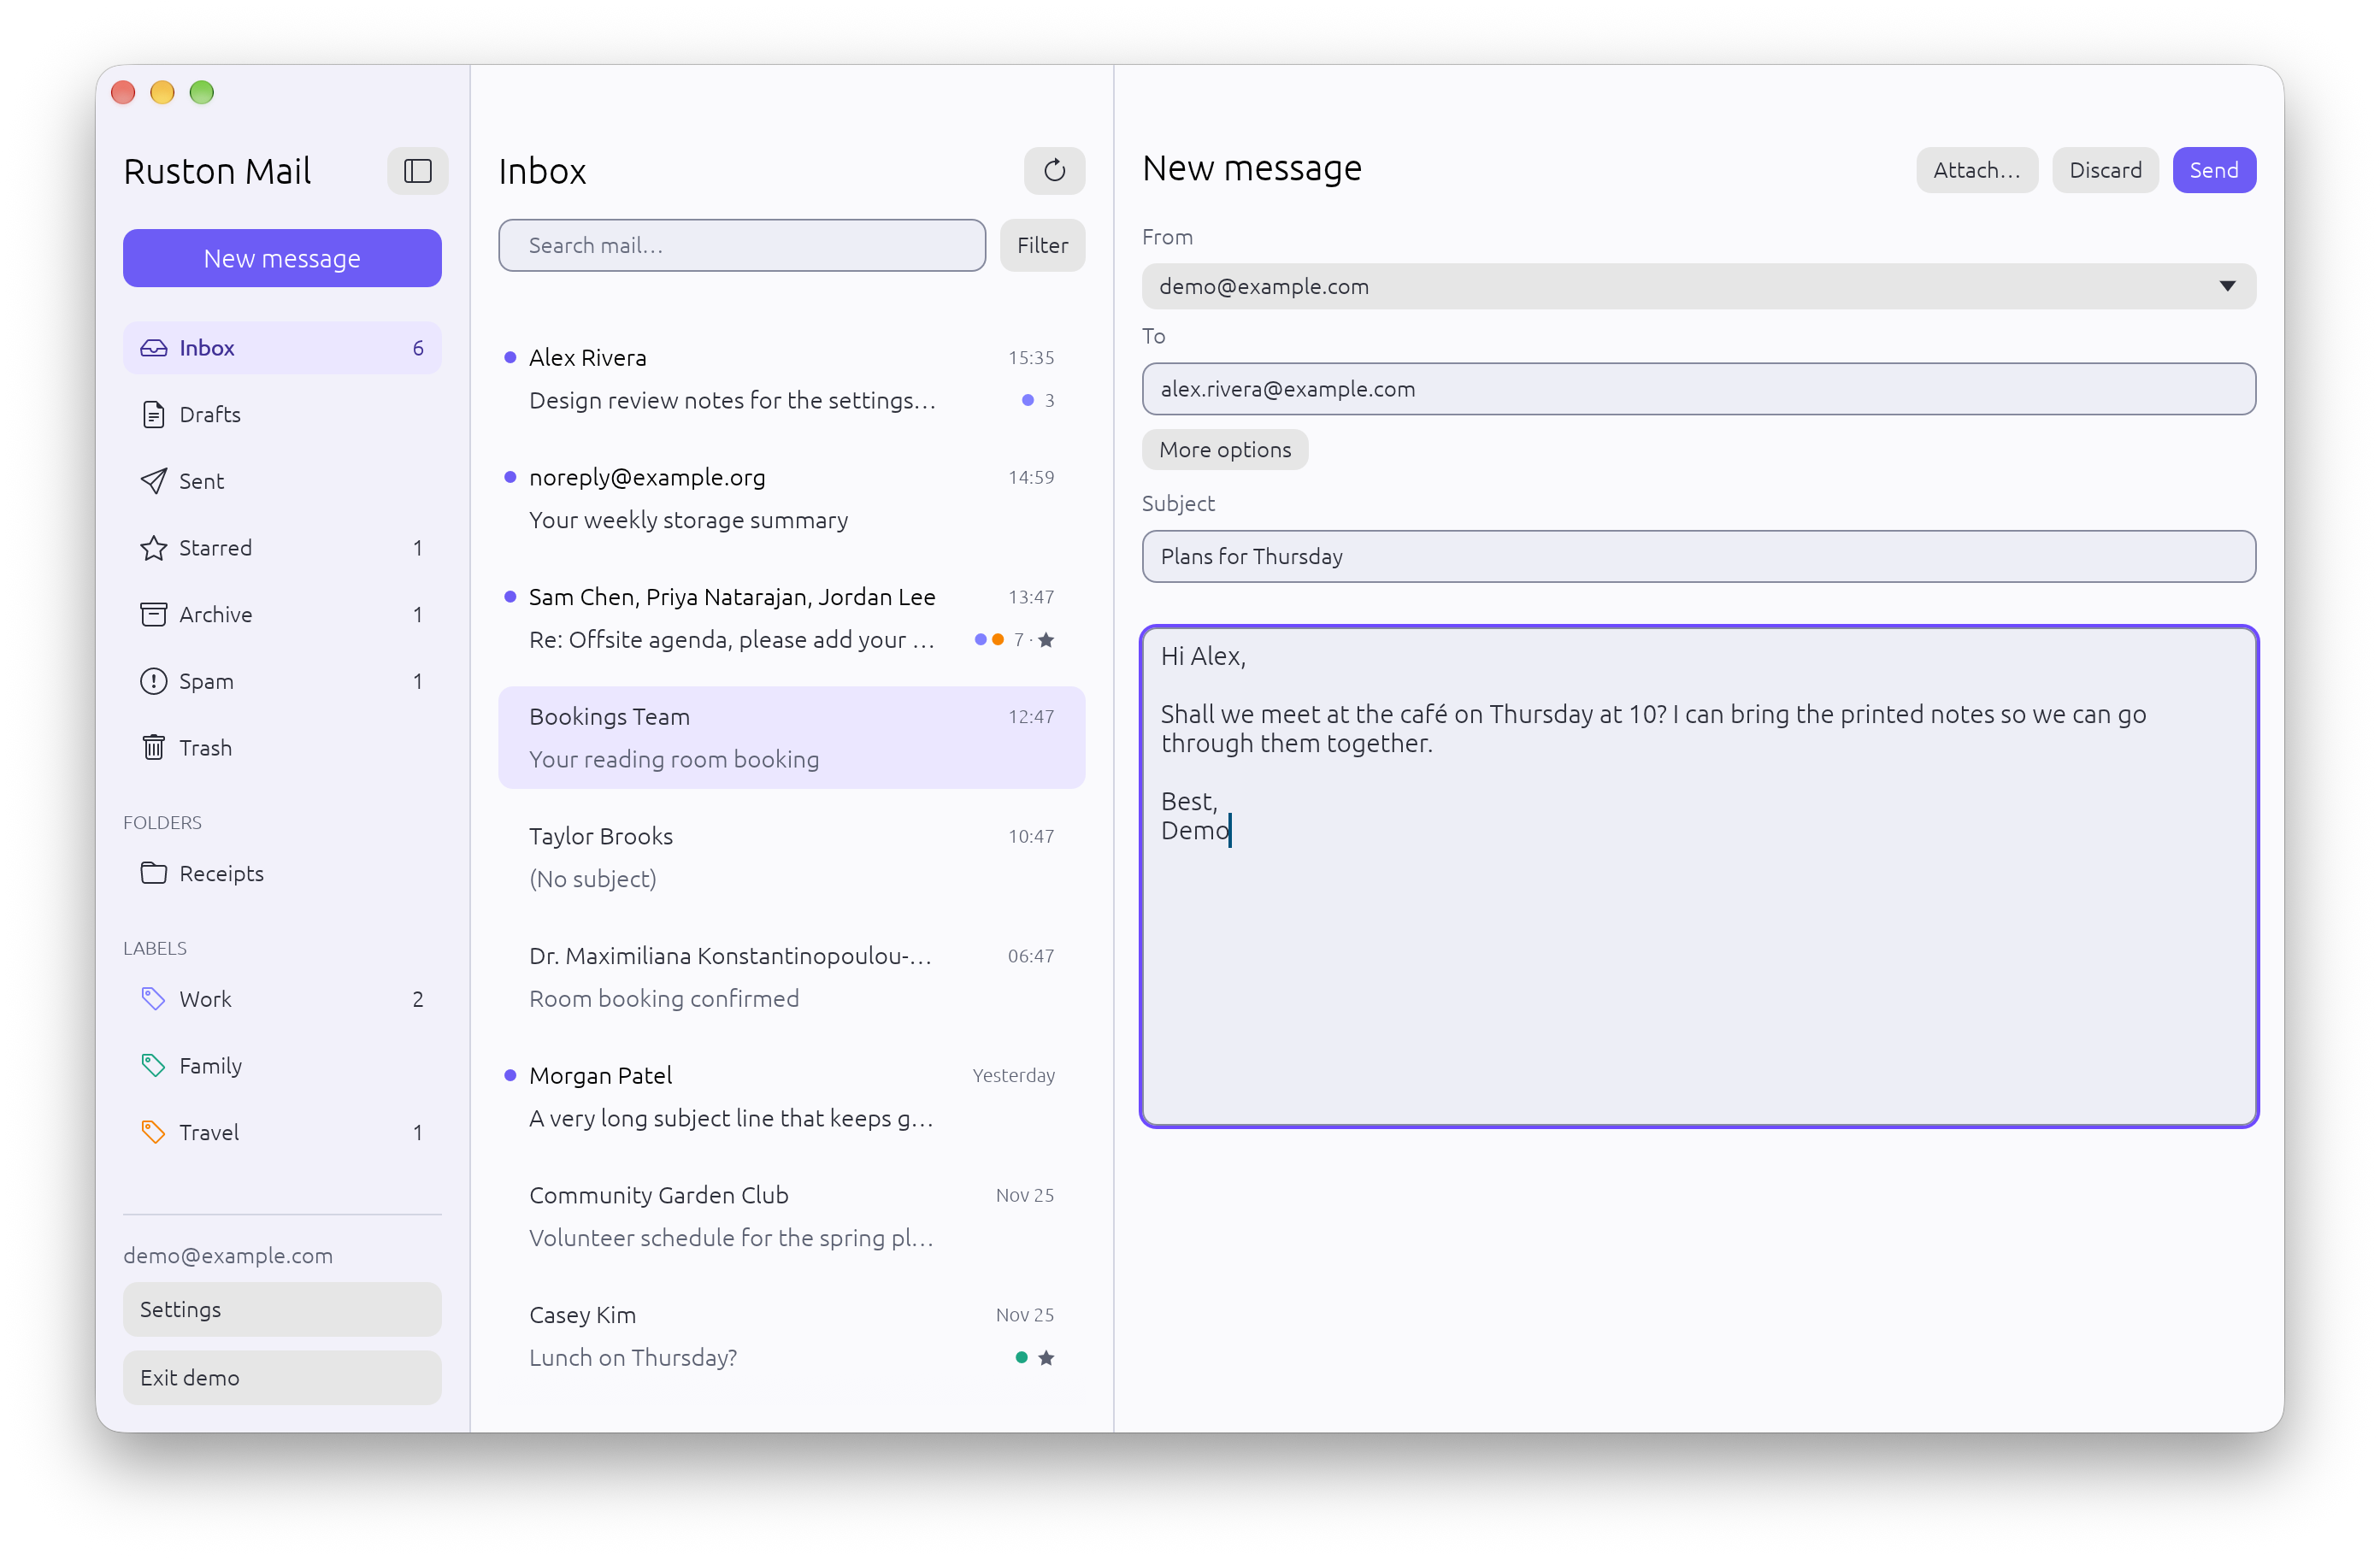 Ruston Mail
New message
Inbox 6
Drafts
Sent
Starred 1
Archive 1
Spam 1
Trash
FOLDERS
Receipts
LABELS
Work 2
Family
Travel 1
demo@example.com
Settings
Exit demo
Inbox
Search mail…
Filter
Alex Rivera 15:35
Design review notes for the settings… 3
noreply@example.org 14:59
Your weekly storage summary
Sam Chen, Priya Natarajan, Jordan Lee 13:47
Re: Offsite agenda, please add your … 7 · ★
Bookings Team 12:47
Your reading room booking
Taylor Brooks 10:47
(No subject)
Dr. Maximiliana Konstantinopoulou-… 06:47
Room booking confirmed
Morgan Patel Yesterday
A very long subject line that keeps g…
Community Garden Club Nov 25
Volunteer schedule for the spring pl…
Casey Kim Nov 25
Lunch on Thursday? ★
New message
Attach… Discard Send
From
demo@example.com
To
alex.rivera@example.com
More options
Subject
Plans for Thursday
Hi Alex,
Shall we meet at the café on Thursday at 10? I can bring the printed notes so we can go
through them together.
Best,
Demo